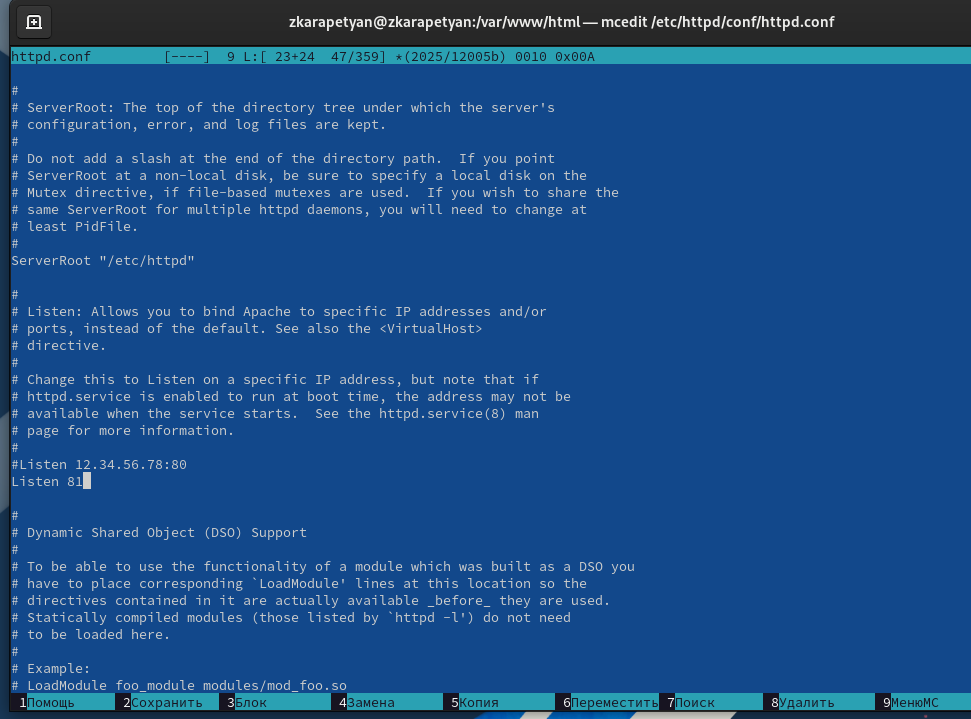 zkarapetyan@zkarapetyan:/var/www/html — mcedit /etc/httpd/conf/httpd.conf
httpd.conf         [----]  9 L:[ 23+24  47/359] *(2025/12005b) 0010 0x00A
#
# ServerRoot: The top of the directory tree under which the server's
# configuration, error, and log files are kept.
#
# Do not add a slash at the end of the directory path.  If you point
# ServerRoot at a non-local disk, be sure to specify a local disk on the
# Mutex directive, if file-based mutexes are used.  If you wish to share the
# same ServerRoot for multiple httpd daemons, you will need to change at
# least PidFile.
#
ServerRoot "/etc/httpd"
#
# Listen: Allows you to bind Apache to specific IP addresses and/or
# ports, instead of the default. See also the <VirtualHost>
# directive.
#
# Change this to Listen on a specific IP address, but note that if
# httpd.service is enabled to run at boot time, the address may not be
# available when the service starts.  See the httpd.service(8) man
# page for more information.
#
#Listen 12.34.56.78:80
Listen 81
#
# Dynamic Shared Object (DSO) Support
#
# To be able to use the functionality of a module which was built as a DSO you
# have to place corresponding `LoadModule' lines at this location so the
# directives contained in it are actually available _before_ they are used.
# Statically compiled modules (those listed by `httpd -l') do not need
# to be loaded here.
#
# Example:
# LoadModule foo_module modules/mod_foo.so
1Помощь 2Сохранить 3Блок 4Замена 5Копия 6Переместить 7Поиск 8Удалить 9МенюMC